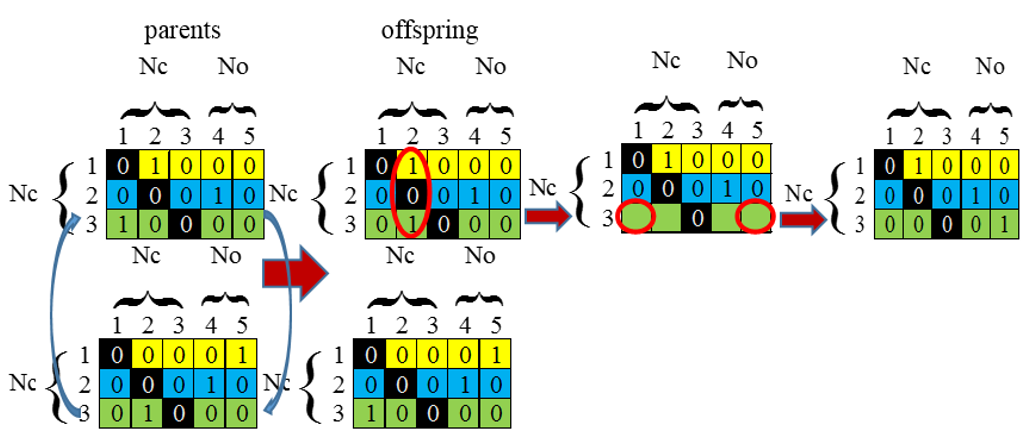 parents offspring
Nc No Nc No Nc No Nc No
1 2 3 4 5 1 2 3 4 5 1 2 3 4 5 1 2 3 4 5
1 0 1 0 0 0 1 0 1 0 0 0 1 0 1 0 0 0 1 0 1 0 0 0
Nc 2 0 0 0 1 0 Nc 2 0 0 0 1 0 Nc 2 0 0 0 1 0 Nc 2 0 0 0 1 0
3 1 0 0 0 0 3 0 1 0 0 0 3 0 3 0 0 0 0 1
Nc No Nc No
1 2 3 4 5 1 2 3 4 5
1 0 0 0 0 1 1 0 0 0 0 1
Nc 2 0 0 0 1 0 Nc 2 0 0 0 1 0
3 0 1 0 0 0 3 1 0 0 0 0